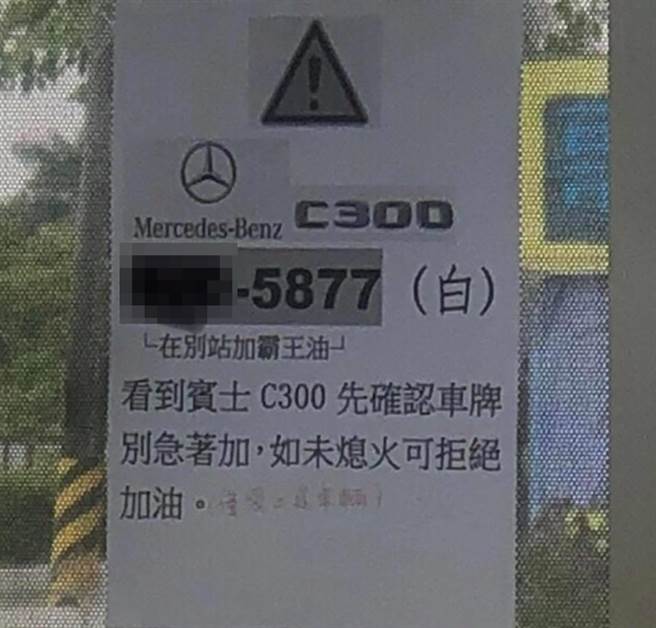 !
Mercedes-Benz C300
-5877 (白)
└在別站加霸王油┘
看到賓士 C300 先確認車牌
別急著加，如未熄火可拒絕
加油。